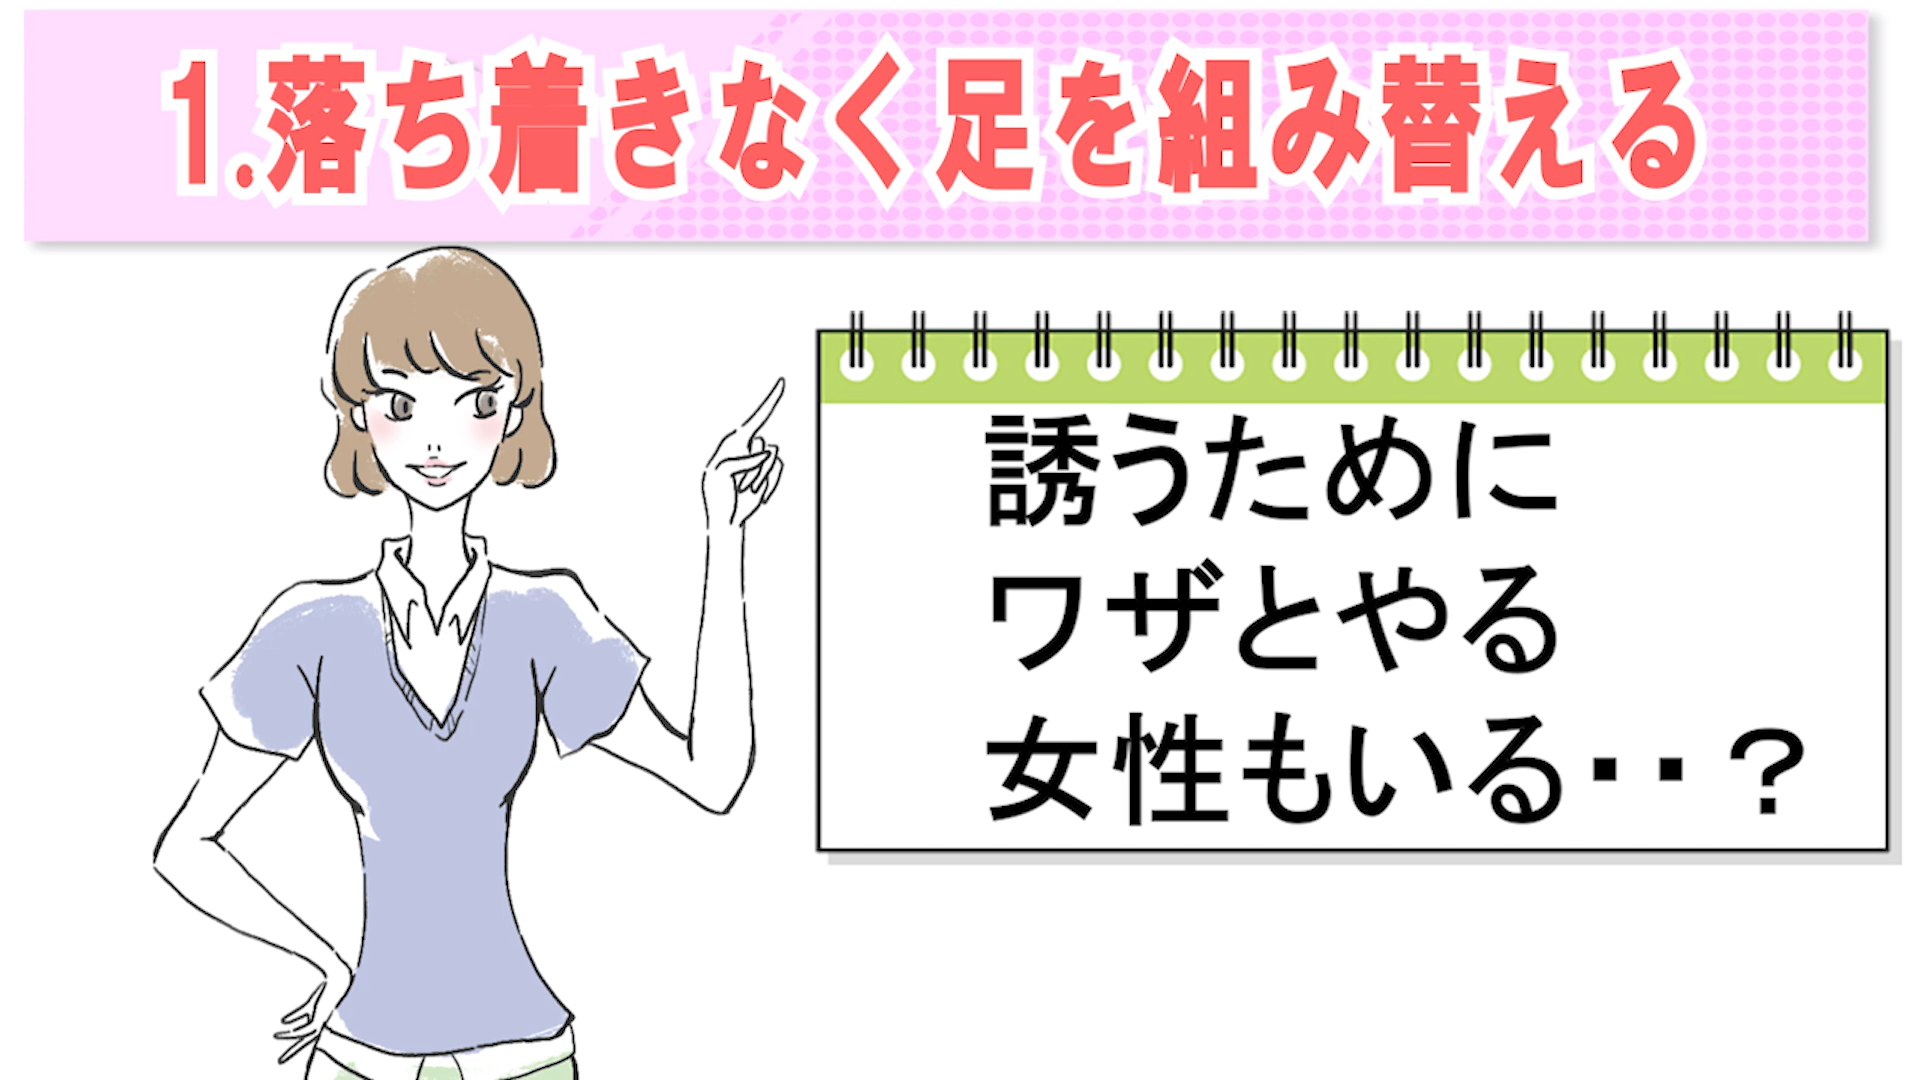 1.落ち着きなく足を組み替える
誘うために
ワザとやる
女性もいる・・？